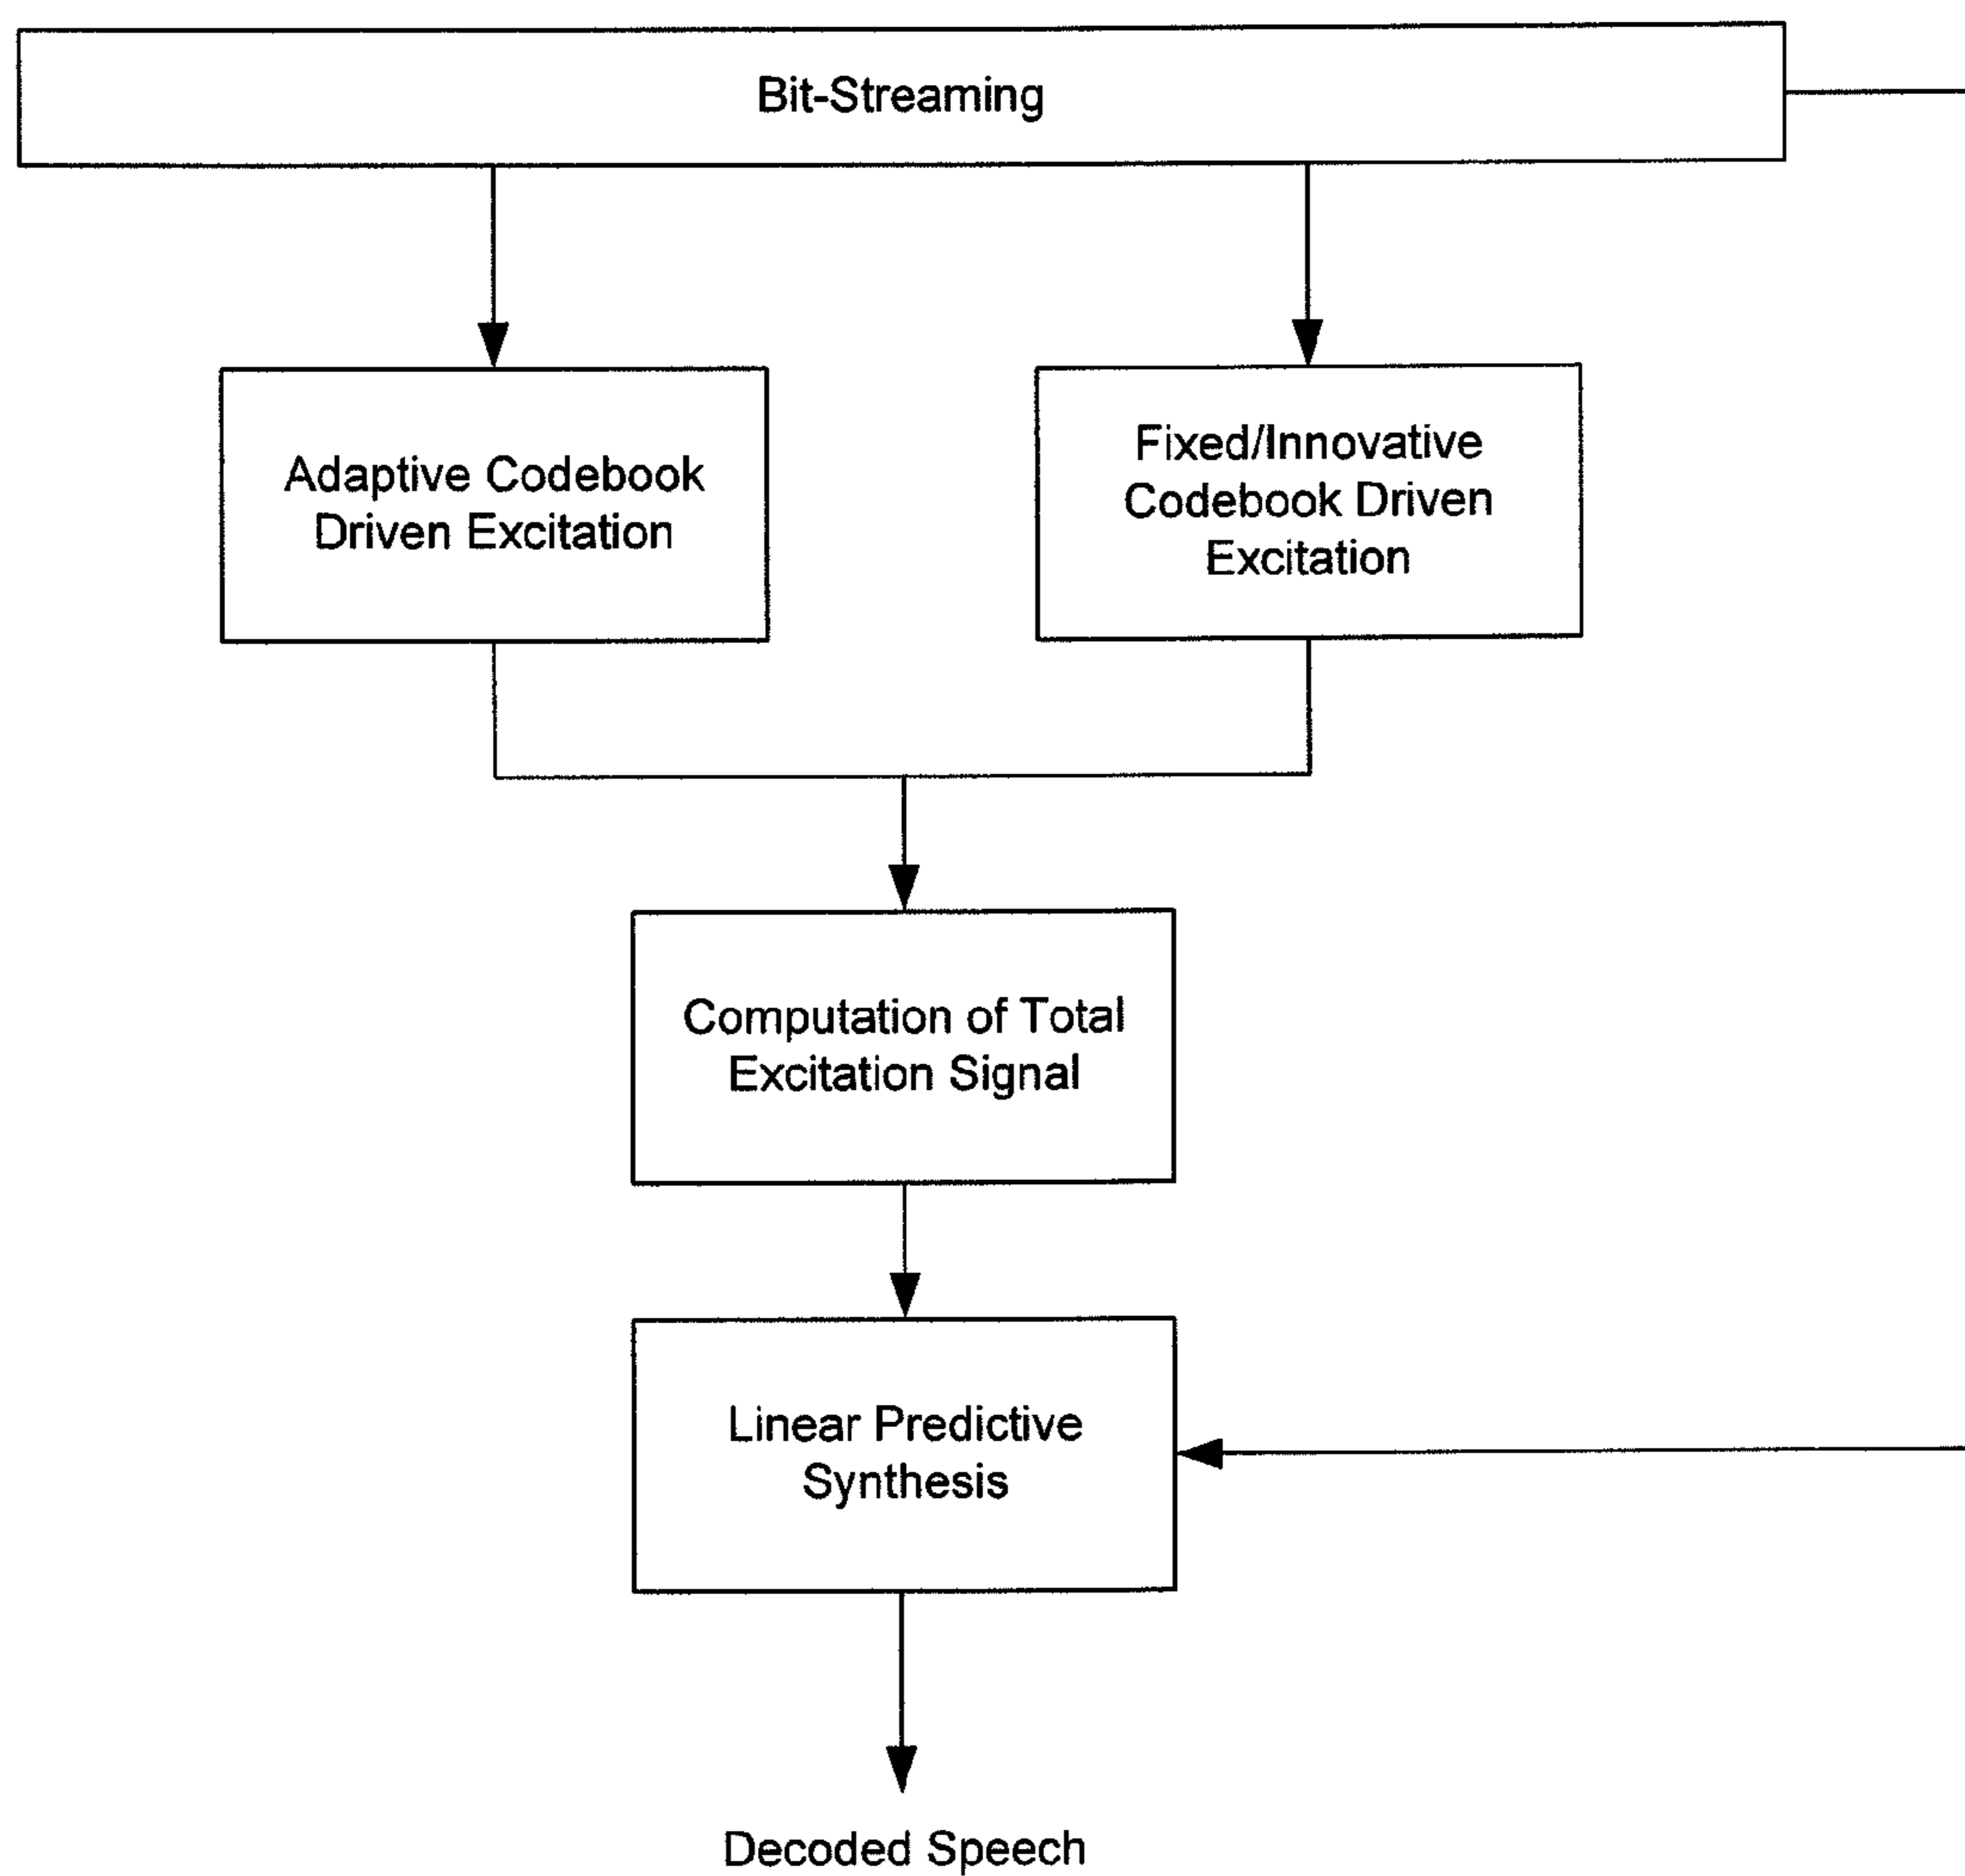 Bit-Streaming
Adaptive Codebook
Driven Excitation
Fixed/Innovative
Codebook Driven
Excitation
Computation of Total
Excitation Signal
Linear Predictive
Synthesis
Decoded Speech